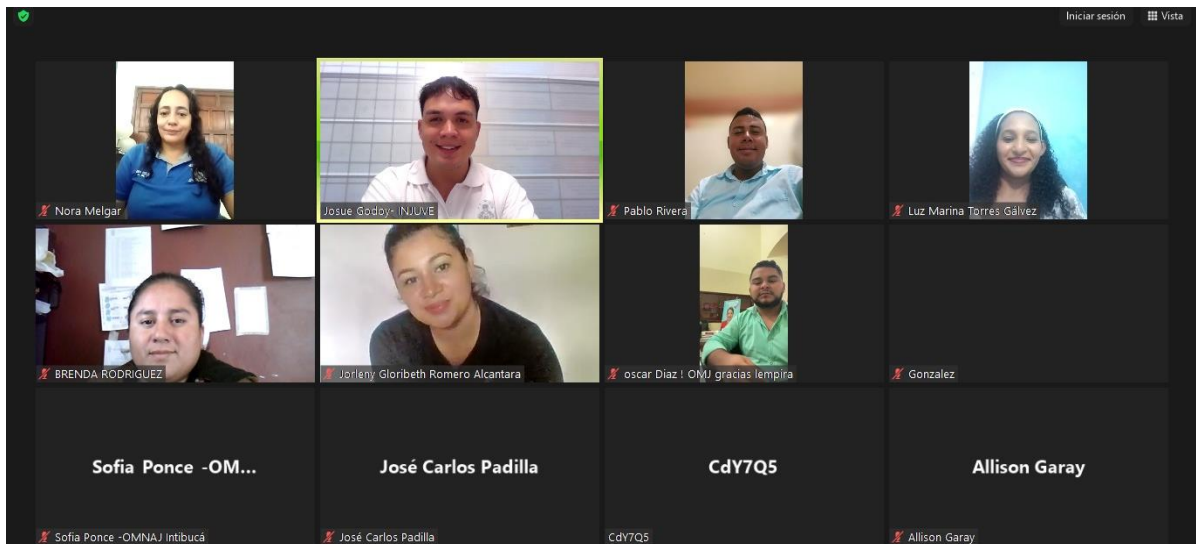 Iniciar sesión
Vista
Nora Melgar
Josue Godoy- INJUVE
Pablo Rivera
Luz Marina Torres Gálvez
BRENDA RODRIGUEZ
Jorleny Gloribeth Romero Alcantara
oscar Diaz ! OMJ gracias lempira
Gonzalez
Sofia Ponce -OM...
José Carlos Padilla
CdY7Q5
Allison Garay
Sofia Ponce -OMNAJ Intibucá
José Carlos Padilla
CdY7Q5
Allison Garay